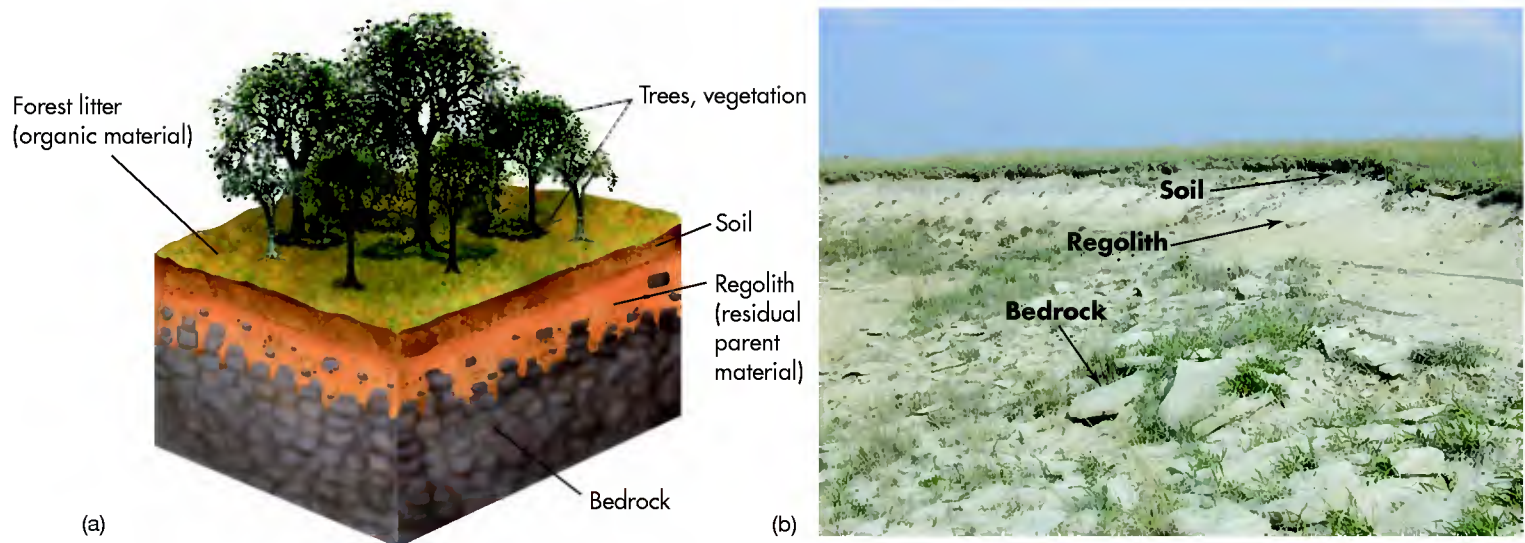 Forest litter
(organic material)
Trees, vegetation
Soil
Regolith
(residual
parent
material)
Bedrock
(a)
Soil
Regolith
Bedrock
(b)